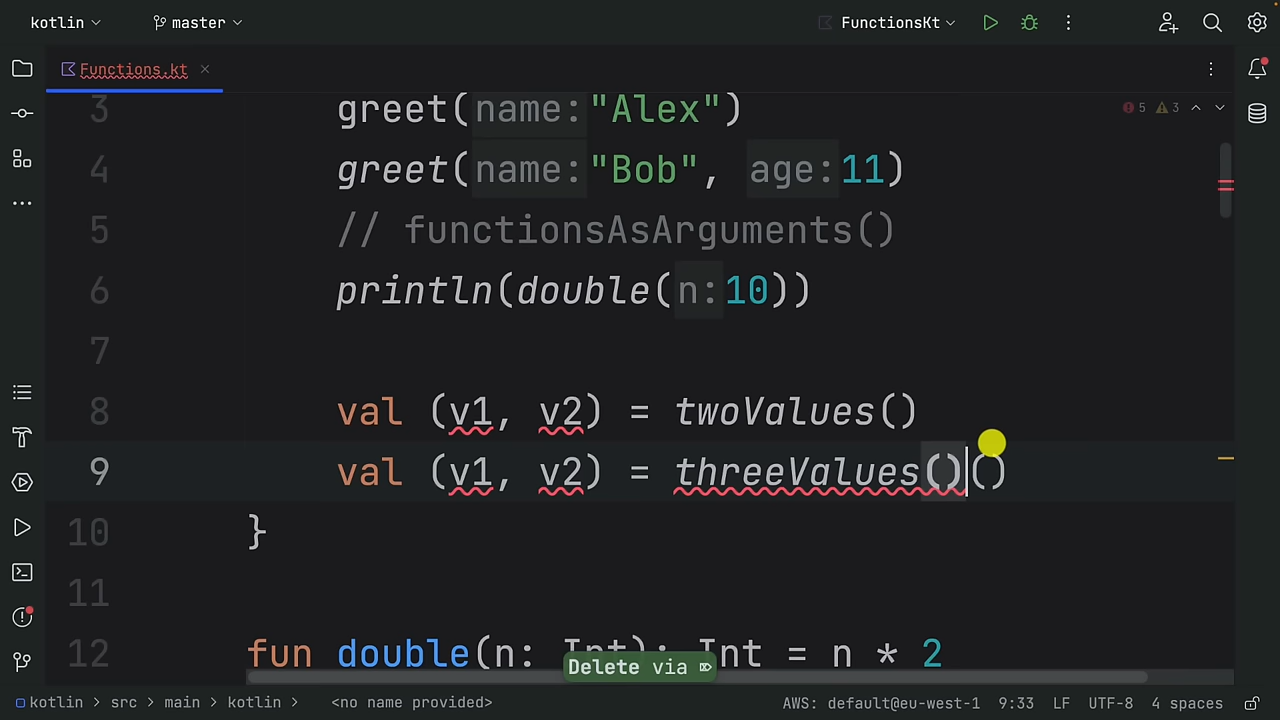 kotlin master FunctionsKt
Functions.kt
3 greet(name: "Alex") 5 3
4 greet(name: "Bob", age: 11)
5 // functionsAsArguments()
6 println(double(n: 10))
7
8 val (v1, v2) = twoValues()
9 val (v1, v2) = threeValues()()
10 }
11
12 fun double(n: Int): Int = n * 2
Delete via ⌦
kotlin > src > main > kotlin > <no name provided> AWS: default@eu-west-1 9:33 LF UTF-8 4 spaces